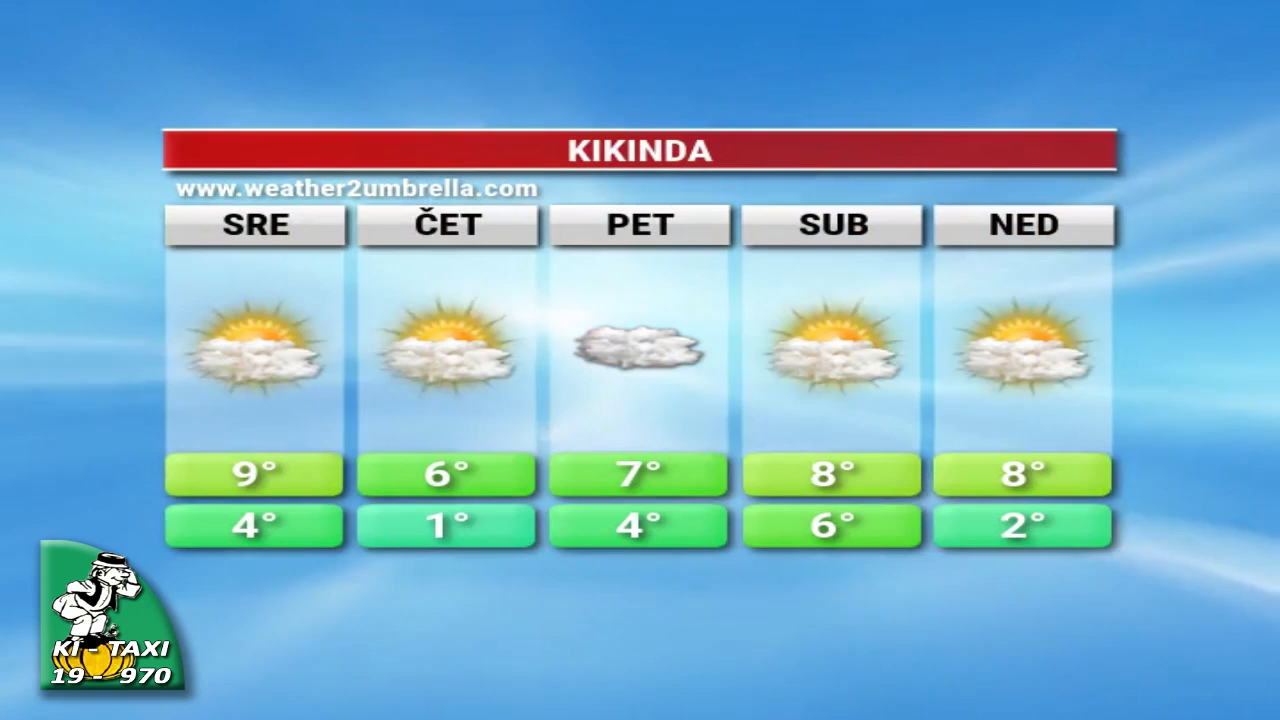 KIKINDA
www.weather2umbrella.com
SRE ČET PET SUB NED
9° 6° 7° 8° 8°
4° 1° 4° 6° 2°
KI - TAXI
19 - 970